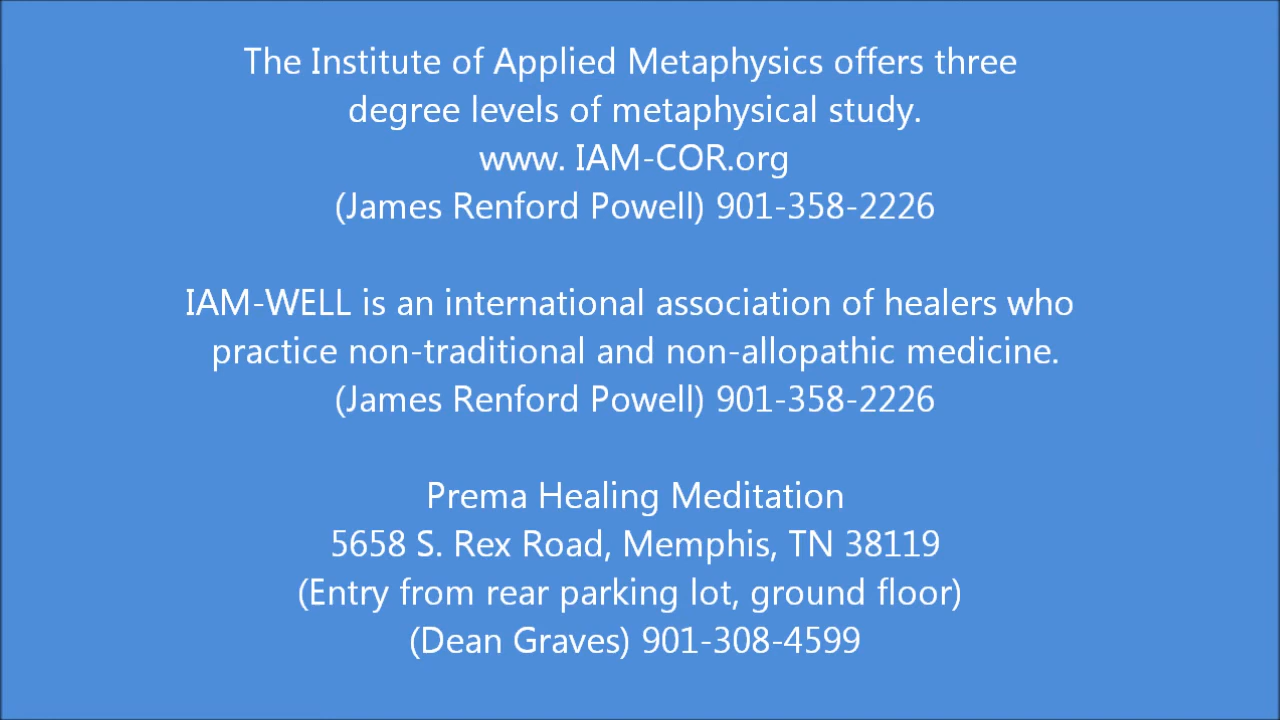 The Institute of Applied Metaphysics offers three
degree levels of metaphysical study.
www. IAM-COR.org
(James Renford Powell) 901-358-2226
IAM-WELL is an international association of healers who
practice non-traditional and non-allopathic medicine.
(James Renford Powell) 901-358-2226
Prema Healing Meditation
5658 S. Rex Road, Memphis, TN 38119
(Entry from rear parking lot, ground floor)
(Dean Graves) 901-308-4599